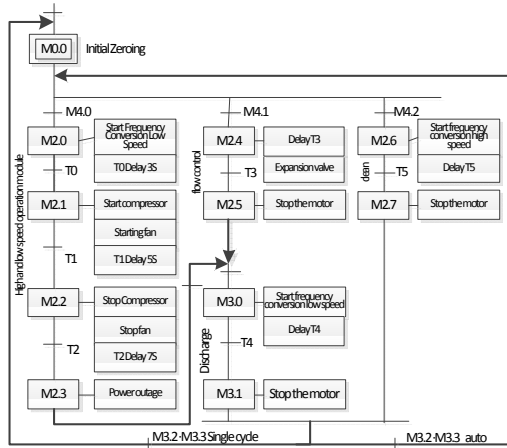 M0.0
Initial Zeroing
M4.0
M4.1
M4.2
M2.0
Start Frequency
Conversion Low
Speed
T0 Delay 3S
T0
M2.1
Start compressor
Starting fan
T1 Delay 5S
T1
M2.2
Stop Compressor
Stop fan
T2 Delay 7S
T2
M2.3
Power outage
High and low speed operation module
M2.4
Delay T3
Expansion valve
T3
flow control
M2.5
Stop the motor
M3.0
Start frequency
conversion low speed
Delay T4
T4
Discharge
M3.1
Stop the motor
M2.6
Start frequency
conversion high
speed
Delay T5
T5
dean
M2.7
Stop the motor
M3.2·M3.3 Single cycle
M3.2·M3.3 auto